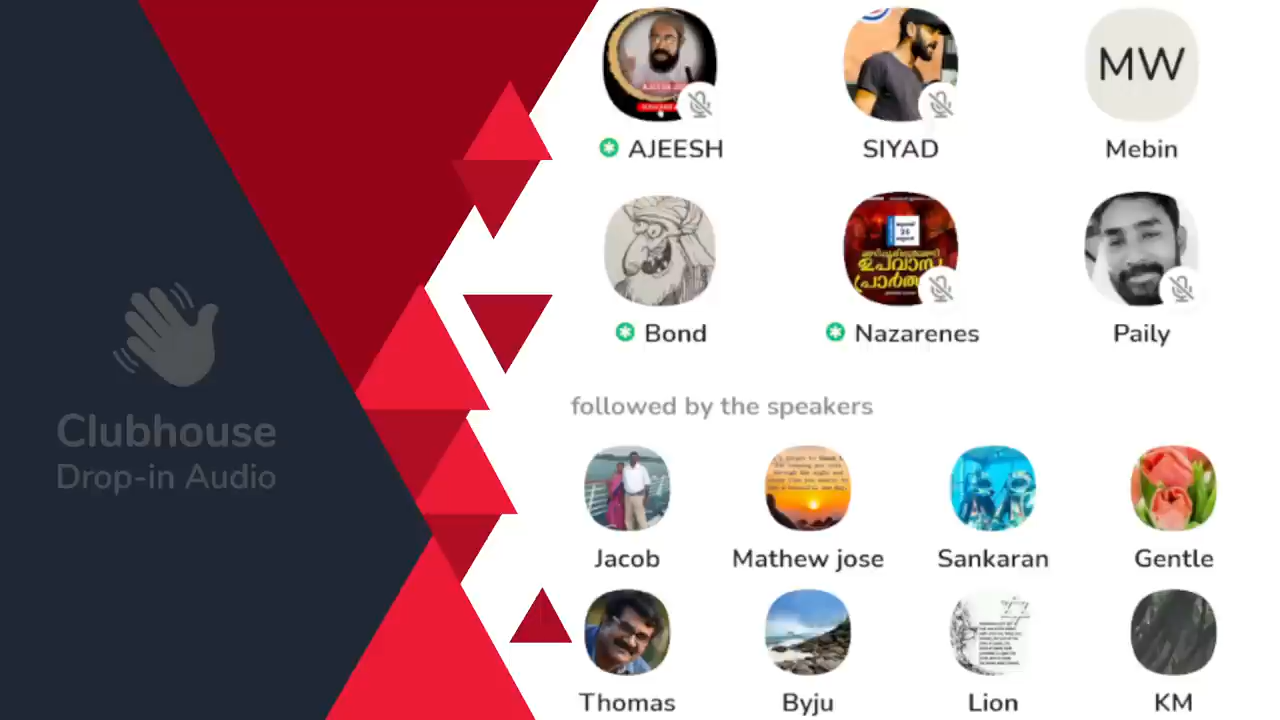 AJEESH
SIYAD
MW
Mebin
Bond
ഉപവാസ
Nazarenes
Paily
followed by the speakers
Jacob
Mathew jose
Sankaran
Gentle
Thomas
Byju
Lion
KM
Clubhouse
Drop-in Audio